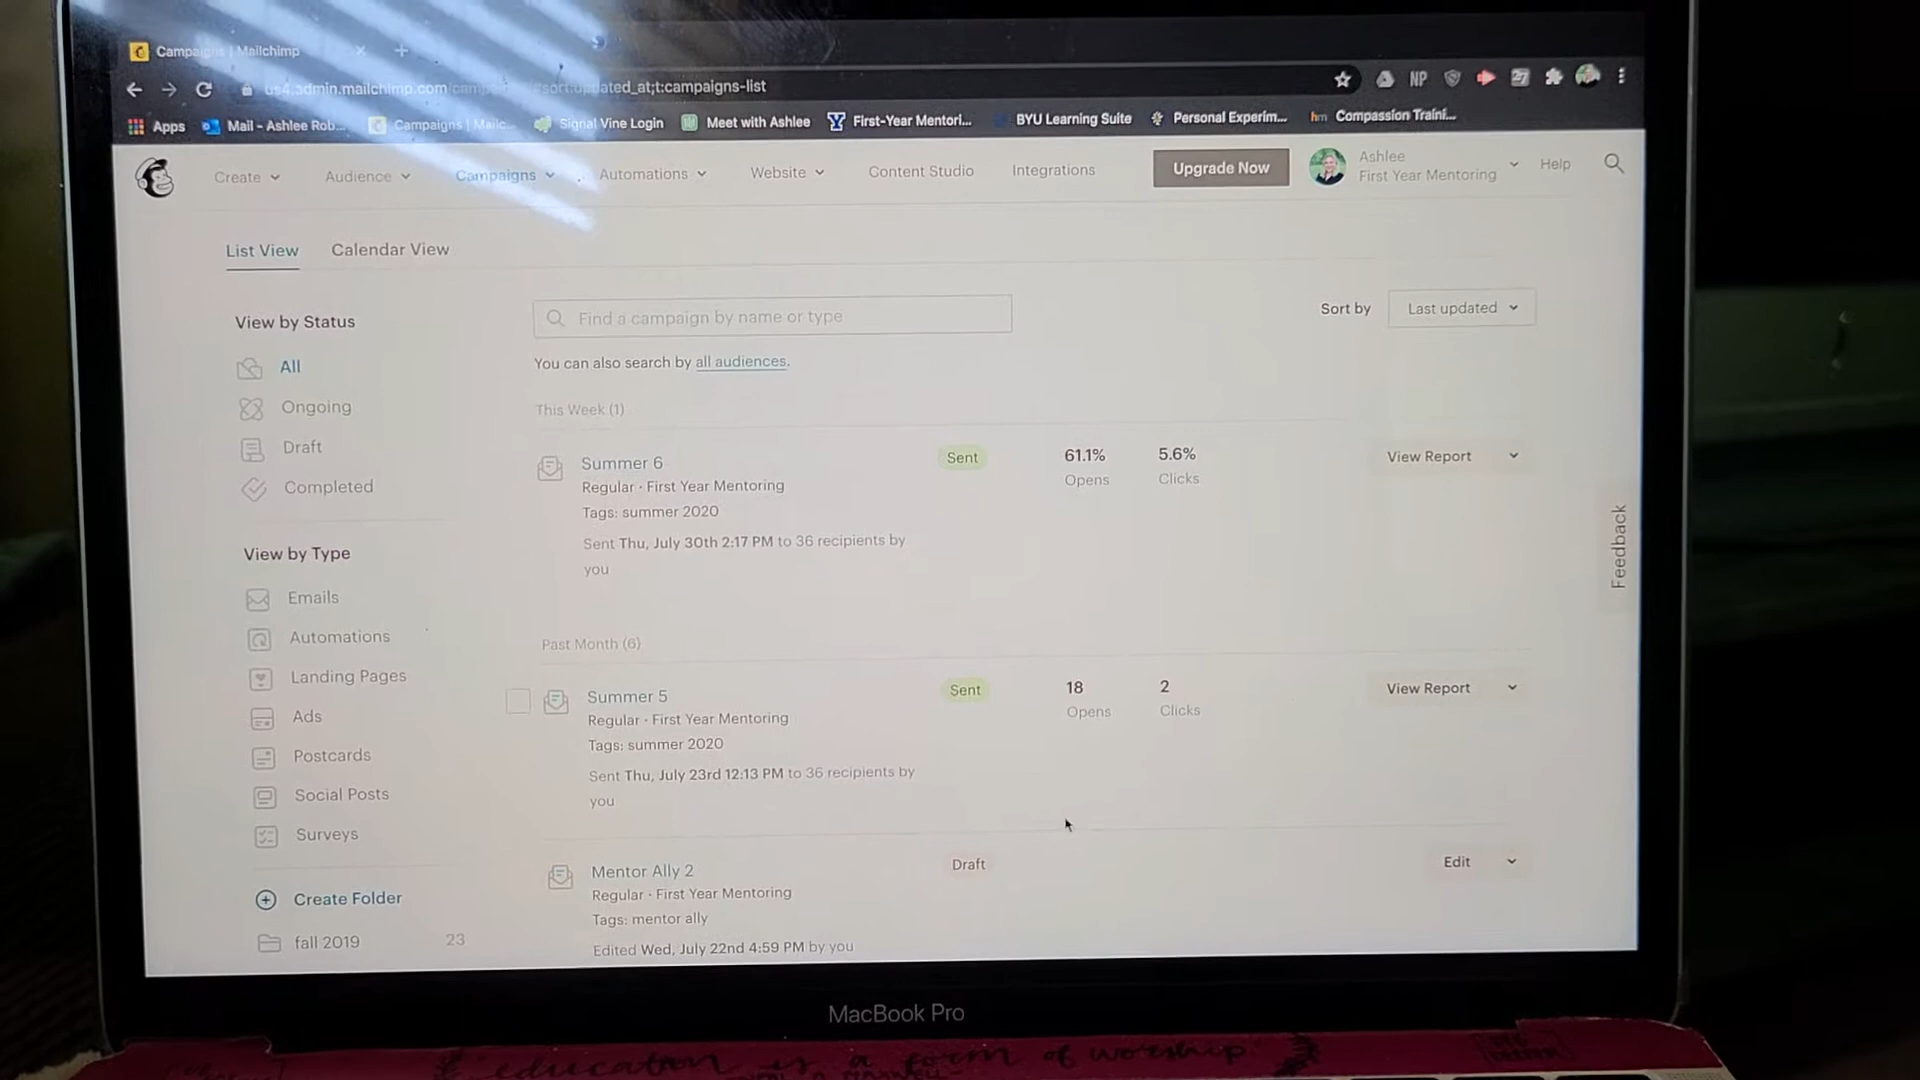 Campaigns | Mailchimp
us4.admin.mailchimp.com/campaigns/#sort:updated_at;t:campaigns-list
NP
27
Apps
Mail - Ashlee Rob...
Campaigns | Mailc...
Signal Vine Login
Meet with Ashlee
First-Year Mentori...
BYU Learning Suite
Personal Experim...
hm Compassion Traini...
Create
Audience
Campaigns
Automations
Website
Content Studio
Integrations
Upgrade Now
Ashlee
First Year Mentoring
Help
List View
Calendar View
View by Status
All
Ongoing
Draft
Completed
View by Type
Emails
Automations
Landing Pages
Ads
Postcards
Social Posts
Surveys
Create Folder
fall 2019 23
Find a campaign by name or type
Sort by Last updated
You can also search by all audiences.
This Week (1)
Summer 6
Regular · First Year Mentoring
Tags: summer 2020
Sent Thu, July 30th 2:17 PM to 36 recipients by
you
Sent
61.1%
Opens
5.6%
Clicks
View Report
Past Month (6)
Summer 5
Regular · First Year Mentoring
Tags: summer 2020
Sent Thu, July 23rd 12:13 PM to 36 recipients by
you
Sent
18
Opens
2
Clicks
View Report
Mentor Ally 2
Regular · First Year Mentoring
Tags: mentor ally
Edited Wed, July 22nd 4:59 PM by you
Draft
Edit
Feedback
MacBook Pro
education is a form of worship